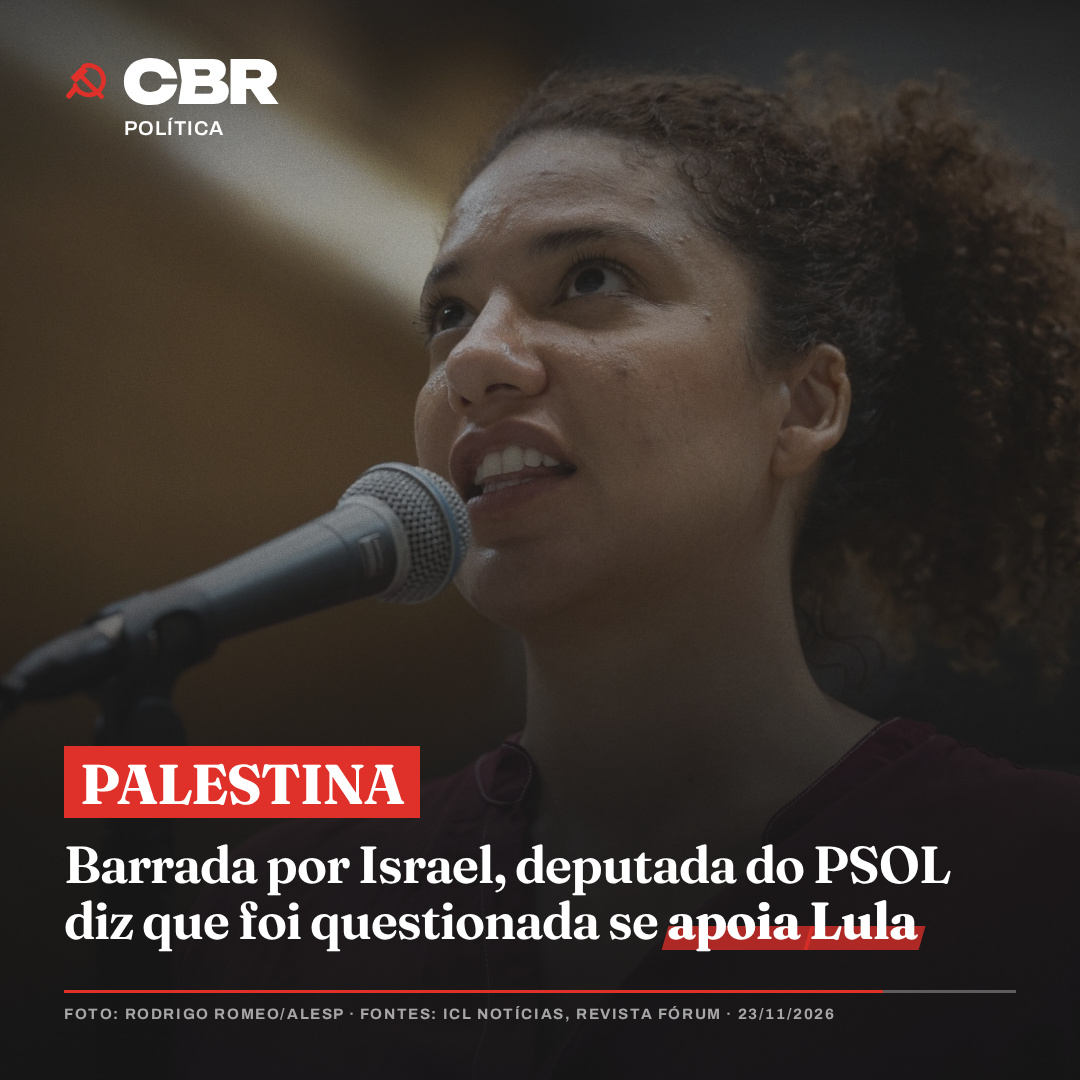 CBR
POLÍTICA
PALESTINA
Barrada por Israel, deputada do PSOL
diz que foi questionada se apoia Lula
FOTO: RODRIGO ROMEO/ALESP · FONTES: ICL NOTÍCIAS, REVISTA FÓRUM · 23/11/2026